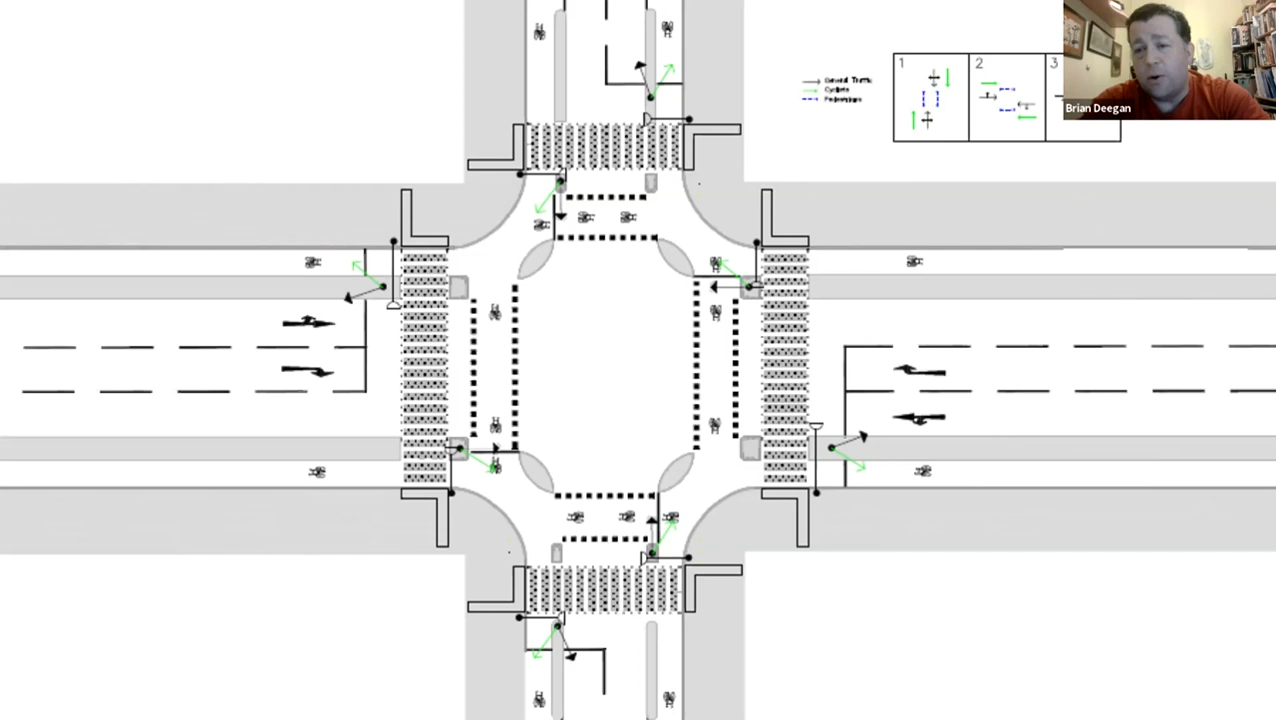 General Traffic
Cyclists
Pedestrians
1
2
3
Brian Deegan